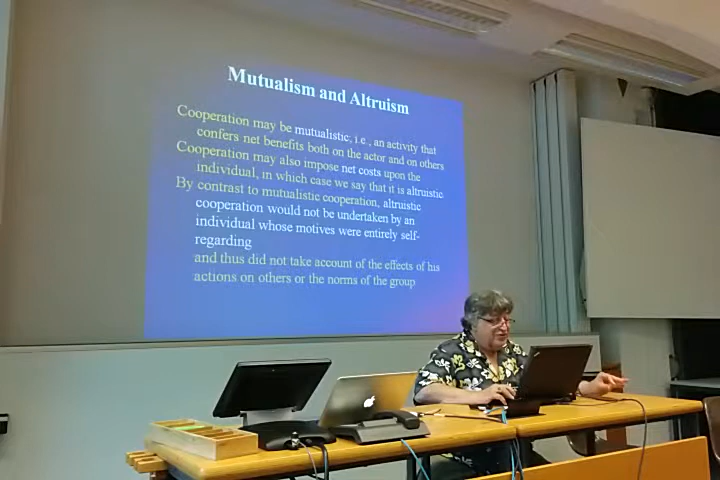 Mutualism and Altruism
Cooperation may be mutualistic, i.e., an activity that
confers net benefits both on the actor and on others
Cooperation may also impose net costs upon the
individual, in which case we say that it is altruistic
By contrast to mutualistic cooperation, altruistic
cooperation would not be undertaken by an
individual whose motives were entirely self-
regarding
and thus did not take account of the effects of his
actions on others or the norms of the group